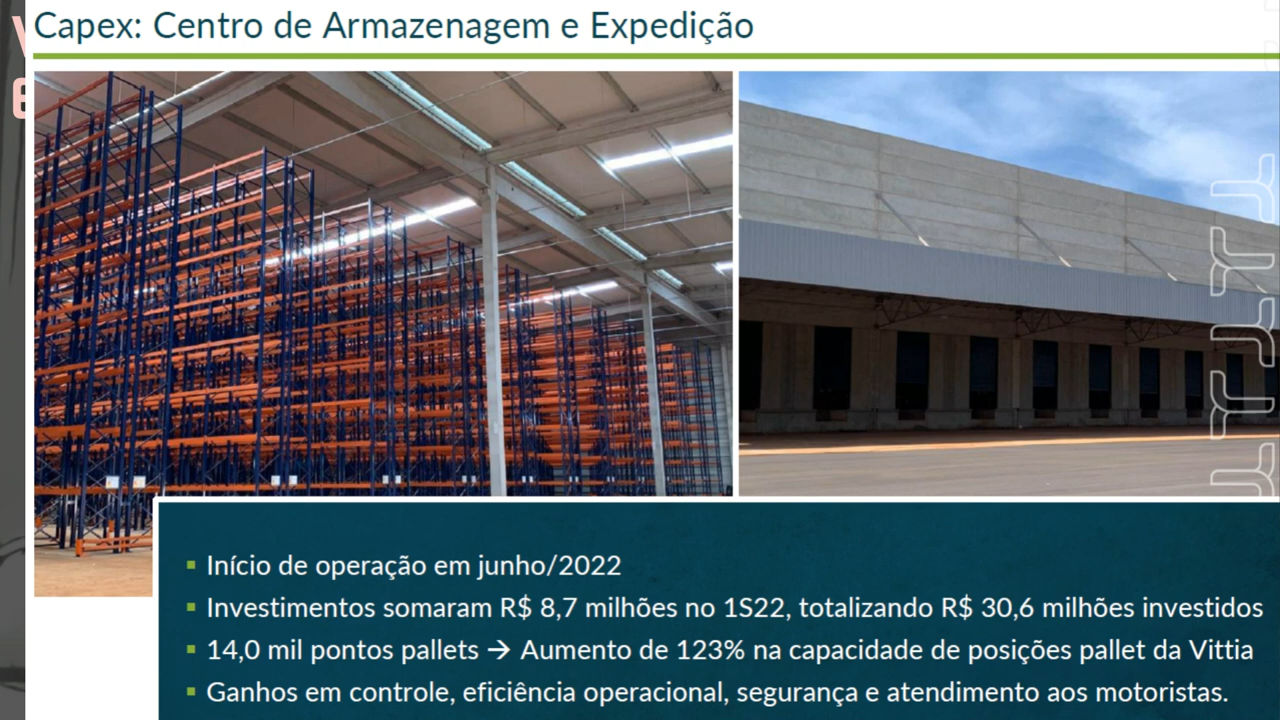 Capex: Centro de Armazenagem e Expedição
▪ Início de operação em junho/2022
▪ Investimentos somaram R$ 8,7 milhões no 1S22, totalizando R$ 30,6 milhões investidos
▪ 14,0 mil pontos pallets → Aumento de 123% na capacidade de posições pallet da Vittia
▪ Ganhos em controle, eficiência operacional, segurança e atendimento aos motoristas.